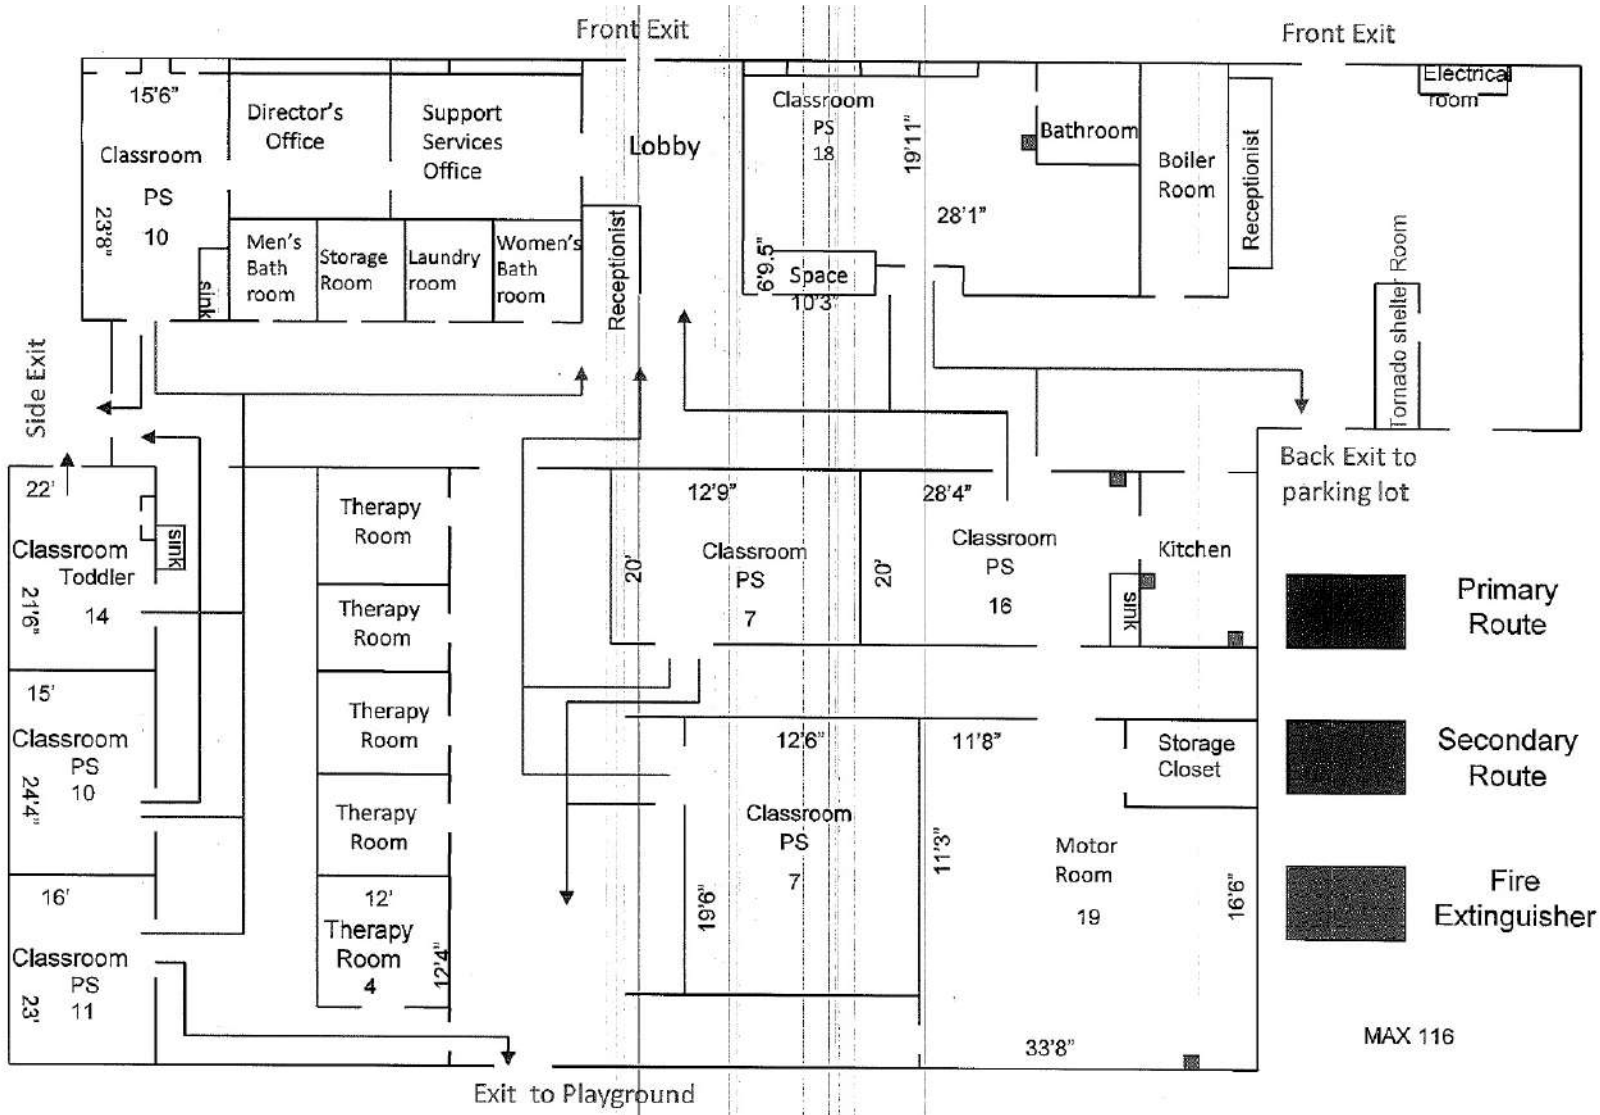 Front Exit
Front Exit
15'6"
Director's
Office
Support
Services
Office
Lobby
Classroom
PS
18
19'11"
Bathroom
Boiler
Room
Receptionist
Electrical
room
Classroom
PS
10
23'8"
sink
Men's
Bath
room
Storage
Room
Laundry
room
Women's
Bath
room
Receptionist
6'9.5"
Space
10'3"
28'1"
Tornado shelter Room
Side Exit
Back Exit to
parking lot
22'
Classroom
Toddler
14
21'6"
sink
Therapy
Room
12'9"
Classroom
PS
7
20'
20'
28'4"
Classroom
PS
16
sink
Kitchen
Primary
Route
Therapy
Room
15'
Classroom
PS
10
24'4"
Therapy
Room
12'6"
11'8"
Storage
Closet
Secondary
Route
Therapy
Room
Classroom
PS
7
19'6"
11'3"
Motor
Room
19
16'6"
Fire
Extinguisher
16'
Classroom
PS
11
23'
12'
Therapy
Room
4
12'4"
33'8"
MAX 116
Exit to Playground